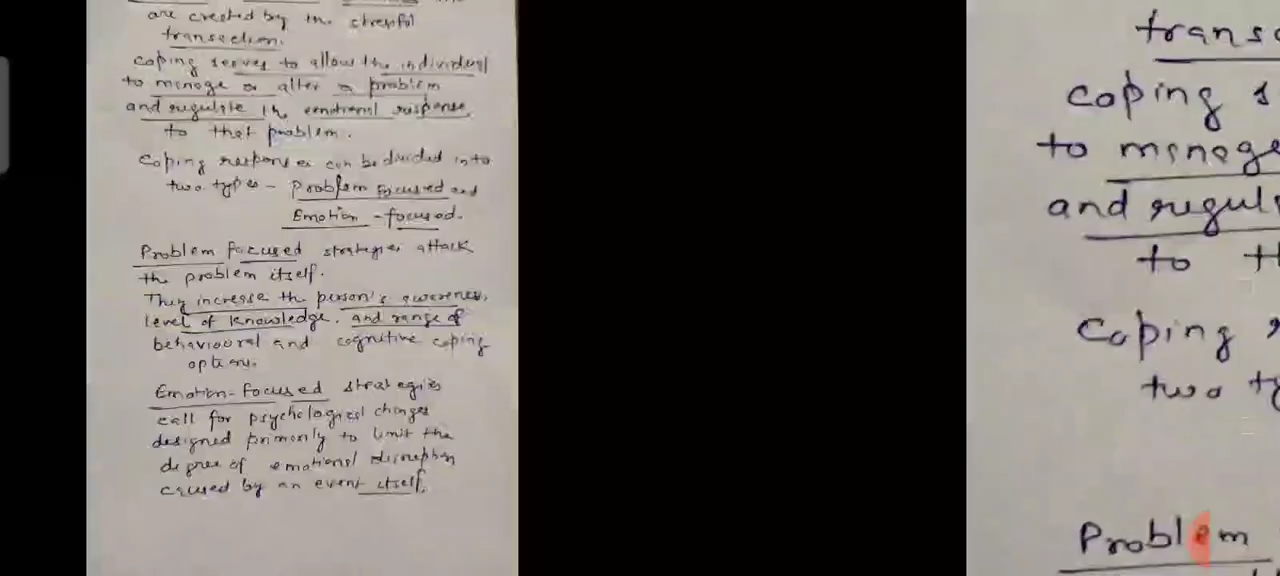 are created by the stressful
transection.
Coping serves to allow the individual
to manage or alter a problem
and regulate the emotional response
to that problem.
Coping responses can be divided into
two types - Problem focused and
Emotion - focused.
Problem focused strategies attack
the problem itself.
They increase the person's awareness,
level of knowledge, and range of
behavioural and cognitive coping
options.
Emotion-focused strategies
call for psychological changes
designed primarily to limit the
degree of emotional disruption
caused by an event itself.
trans
Coping s
to manage
and regul
to th
Coping r
two ty
Problem